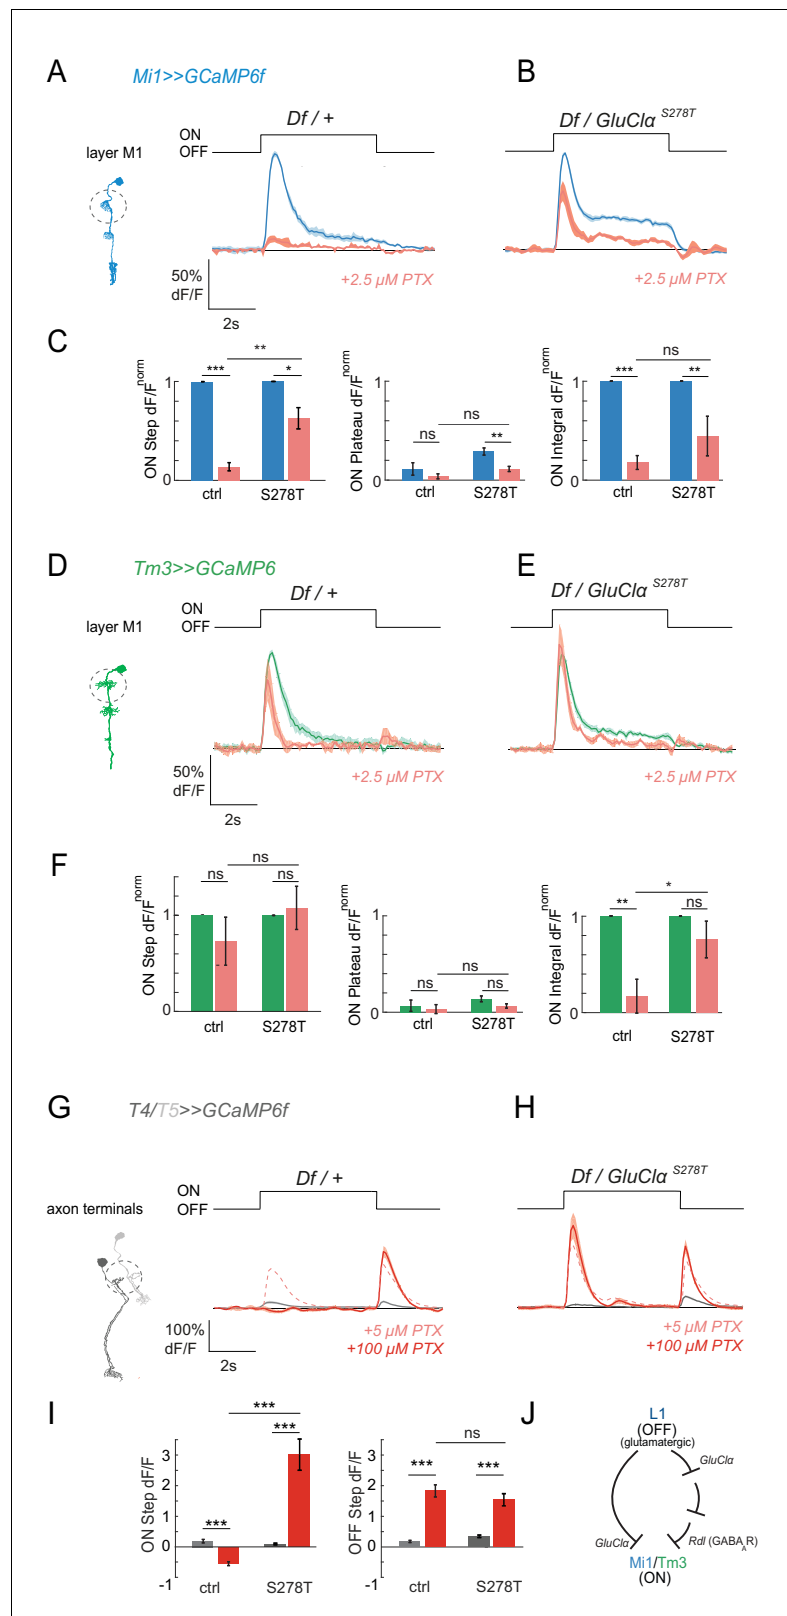 A
Mi1>>GCaMP6f
B
Df / +
Df / GluClα S278T
ON
OFF
layer M1
50%
dF/F
2s
+2.5 µM PTX
+2.5 µM PTX
C
ON Step dF/F norm
1
0
***
**
*
ctrl
S278T
ON Plateau dF/F norm
1
0
ns
ns
**
ctrl
S278T
ON Integral dF/F norm
1
0
***
ns
**
ctrl
S278T
D
Tm3>>GCaMP6
E
Df / +
Df / GluClα S278T
ON
OFF
layer M1
50%
dF/F
2s
+2.5 µM PTX
+2.5 µM PTX
F
ON Step dF/F norm
1
0
ns
ns
ns
ctrl
S278T
ON Plateau dF/F norm
1
0
ns
ns
ns
ctrl
S278T
ON Integral dF/F norm
1
0
**
*
ns
ctrl
S278T
G
T4/T5>>GCaMP6f
H
Df / +
Df / GluClα S278T
ON
OFF
axon terminals
100%
dF/F
2s
+5 µM PTX
+100 µM PTX
+5 µM PTX
+100 µM PTX
I
ON Step dF/F
3
2
1
0
-1
***
***
***
ctrl
S278T
OFF Step dF/F
3
2
1
0
-1
***
ns
***
ctrl
S278T
J
L1
(OFF)
(glutamatergic)
GluClα
GluClα
Rdl (GABAAR)
Mi1/Tm3
(ON)